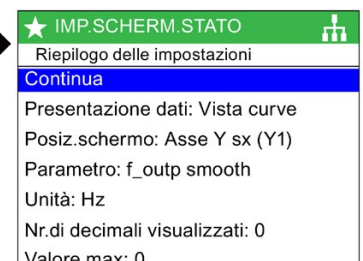 IMP.SCHERM.STATO
Riepilogo delle impostazioni
Continua
Presentazione dati: Vista curve
Posiz.schermo: Asse Y sx (Y1)
Parametro: f_outp smooth
Unità: Hz
Nr.di decimali visualizzati: 0
Valore max: 0